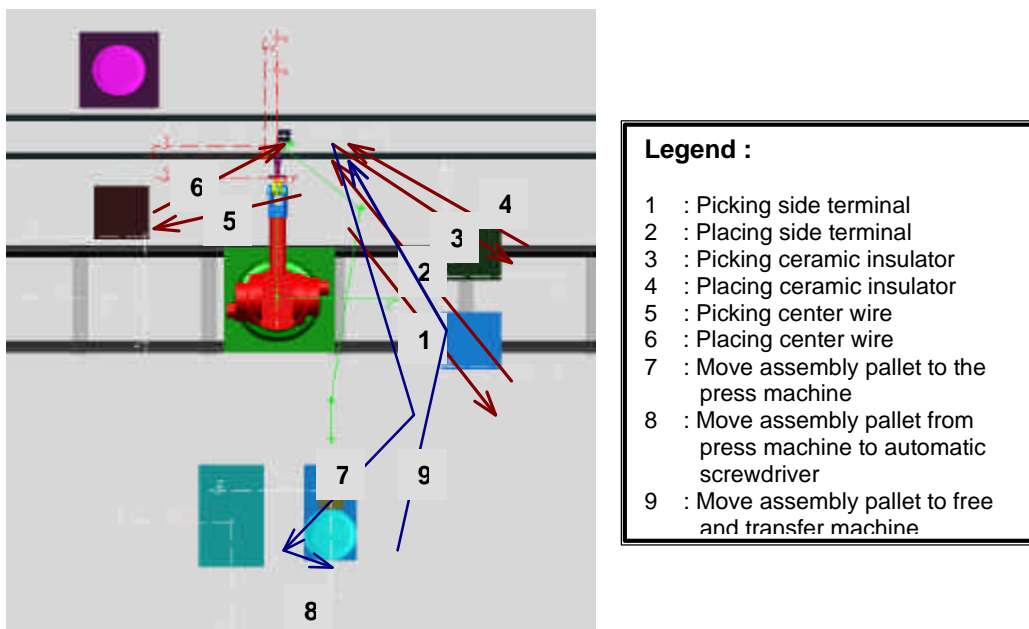 6
5
4
3
2
1
7
9
8
Legend :
1 : Picking side terminal
2 : Placing side terminal
3 : Picking ceramic insulator
4 : Placing ceramic insulator
5 : Picking center wire
6 : Placing center wire
7 : Move assembly pallet to the
press machine
8 : Move assembly pallet from
press machine to automatic
screwdriver
9 : Move assembly pallet to free
and transfer machine